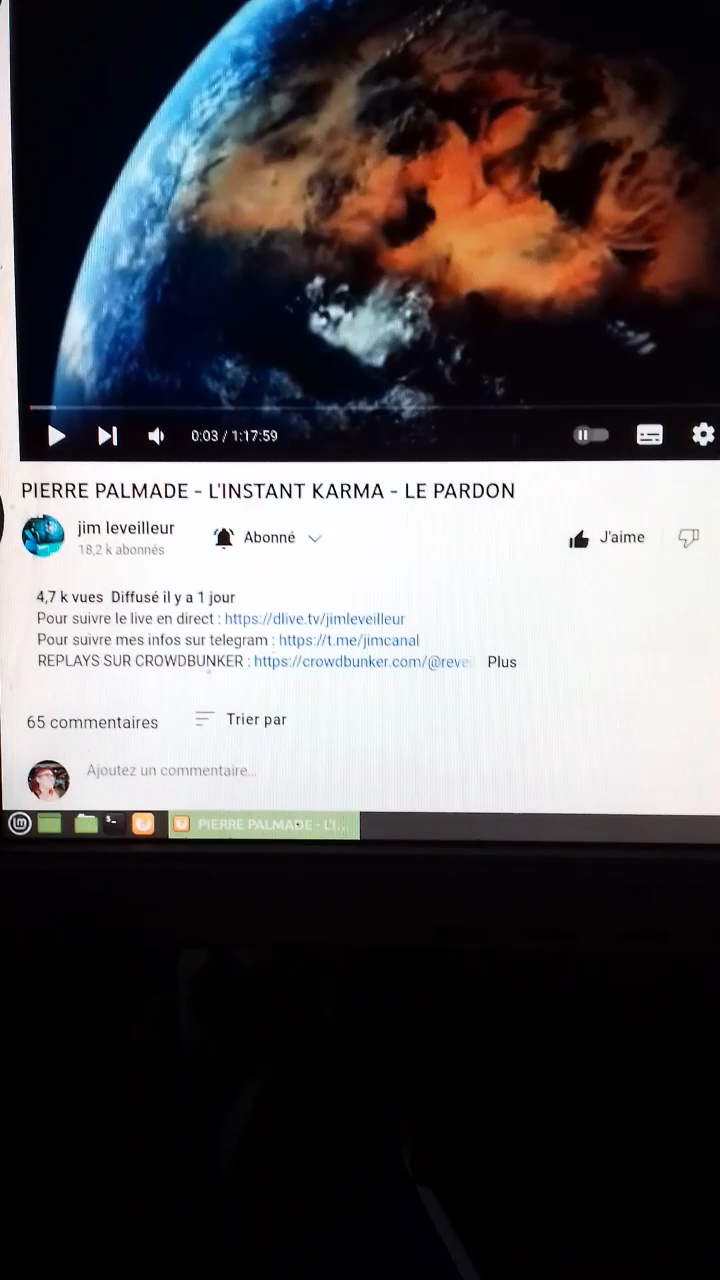 0:03 / 1:17:59
PIERRE PALMADE - L'INSTANT KARMA - LE PARDON
jim leveilleur
18,2 k abonnés
Abonné
J'aime
4,7 k vues Diffusé il y a 1 jour
Pour suivre le live en direct : https://dlive.tv/jimleveilleur
Pour suivre mes infos sur telegram : https://t.me/jimcanal
REPLAYS SUR CROWDBUNKER : https://crowdbunker.com/@reve Plus
65 commentaires
Trier par
Ajoutez un commentaire...
PIERRE PALMADE - L'I...